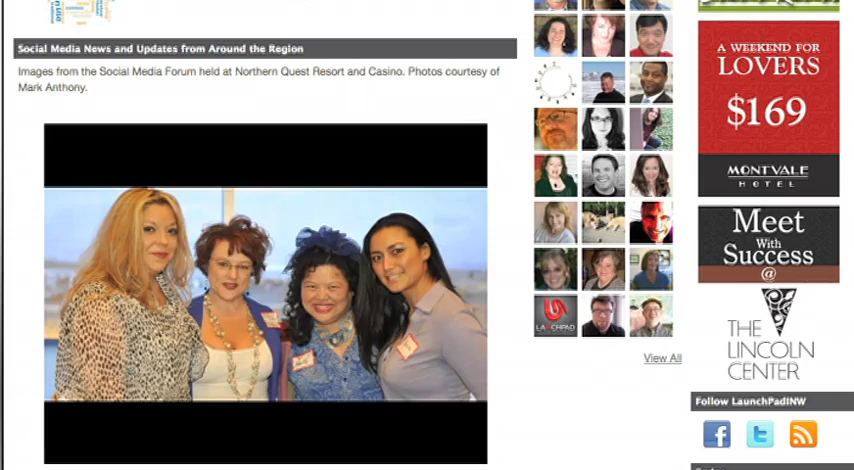 Social Media News and Updates from Around the Region
Images from the Social Media Forum held at Northern Quest Resort and Casino. Photos courtesy of
Mark Anthony.
LAUNCHPAD
View All
A WEEKEND FOR
LOVERS
$169
MONTVALE
HOTEL
Meet
With
Success
@
THE
LINCOLN
CENTER
Follow LaunchPadINW